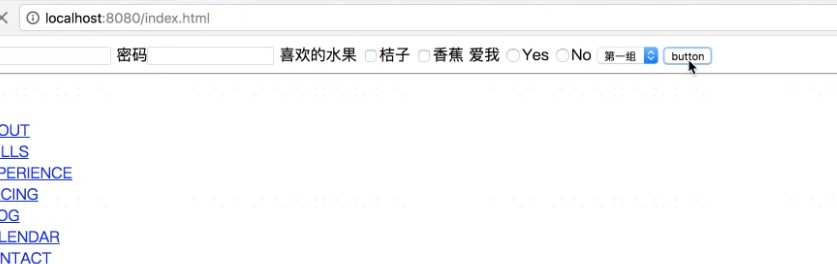 localhost:8080/index.html
密码 喜欢的水果 桔子 香蕉 爱我 Yes No 第一组 button
OUT
LLS
PERIENCE
CING
OG
LENDAR
NTACT